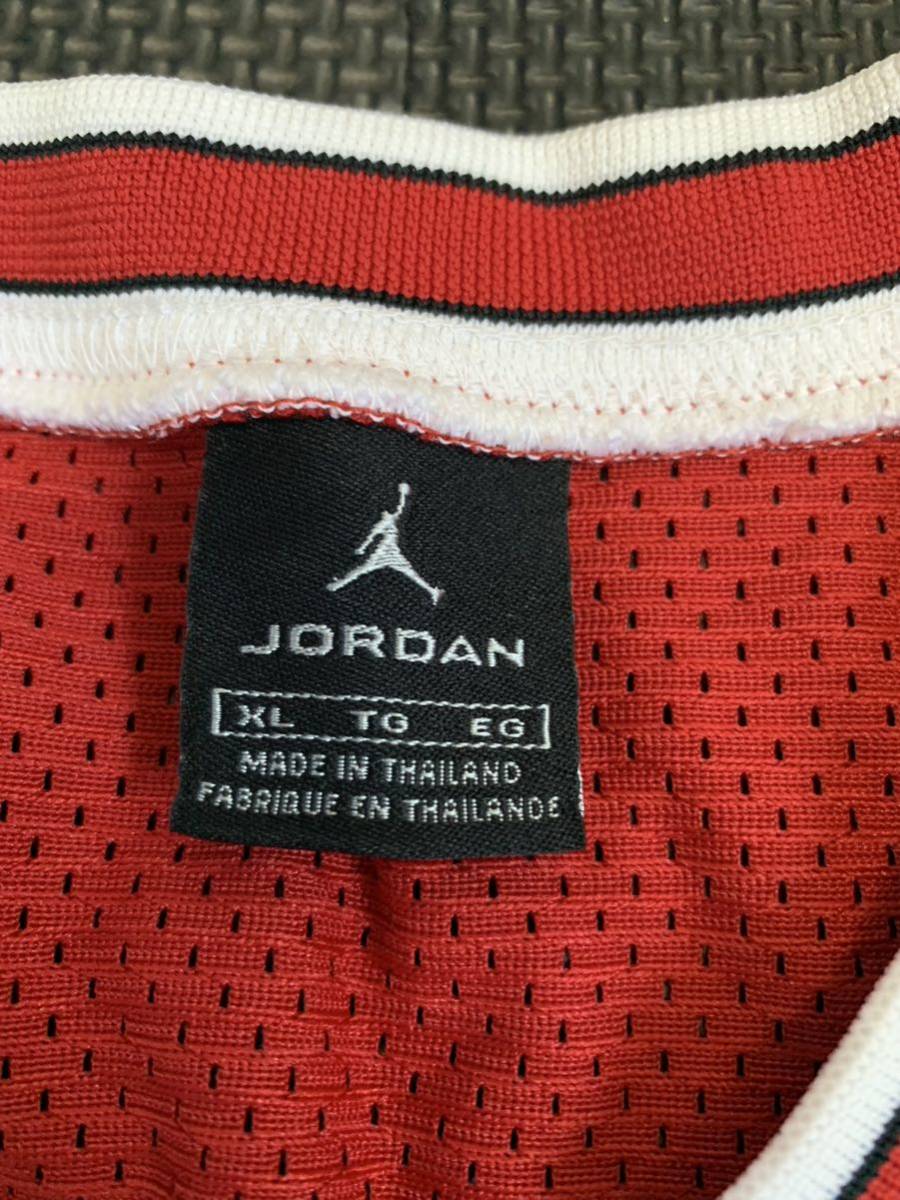 JORDAN
XL TG EG
MADE IN THAILAND
FABRIQUE EN THAILANDE